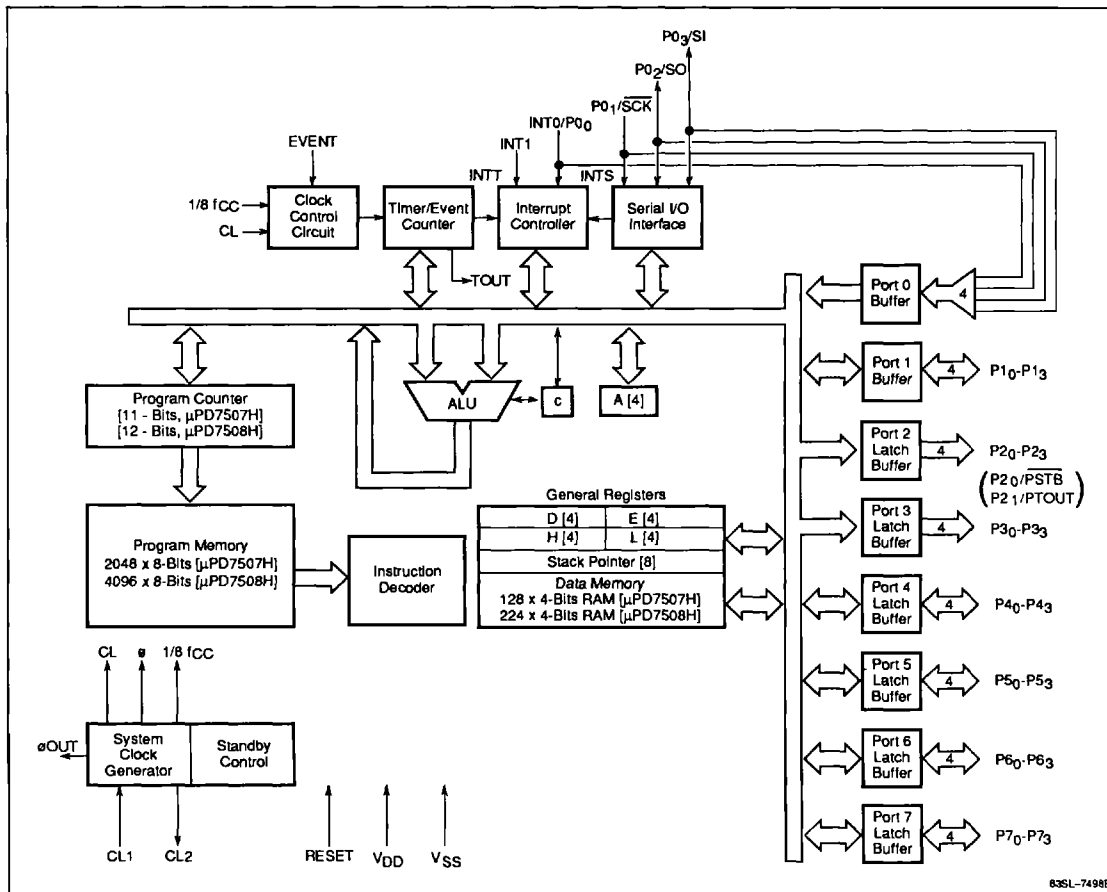 P0₃/SI
P0₂/SO
P0₁/S̅C̅K̅
INT0/P0₀
INT1
EVENT
INTT
INTS
1/8 fCC
CL
Clock
Control
Circuit
Timer/Event
Counter
Interrupt
Controller
Serial I/O
Interface
TOUT
Port 0
Buffer
4
Port 1
Buffer
4
P1₀-P1₃
Program Counter
[11 - Bits, µPD7507H]
[12 - Bits, µPD7508H]
ALU
C
A [4]
Port 2
Latch
Buffer
4
P2₀-P2₃
(P2₀/P̅S̅T̅B̅
P2₁/PTOUT)
Port 3
Latch
Buffer
4
P3₀-P3₃
Program Memory
2048 x 8-Bits [µPD7507H]
4096 x 8-Bits [µPD7508H]
Instruction
Decoder
General Registers
D [4] E [4]
H [4] L [4]
Stack Pointer [8]
Data Memory
128 x 4-Bits RAM [µPD7507H]
224 x 4-Bits RAM [µPD7508H]
Port 4
Latch
Buffer
4
P4₀-P4₃
Port 5
Latch
Buffer
4
P5₀-P5₃
CL ø 1/8 fCC
øOUT
System
Clock
Generator
Standby
Control
CL1
CL2
RESET
VDD
VSS
Port 6
Latch
Buffer
4
P6₀-P6₃
Port 7
Latch
Buffer
4
P7₀-P7₃